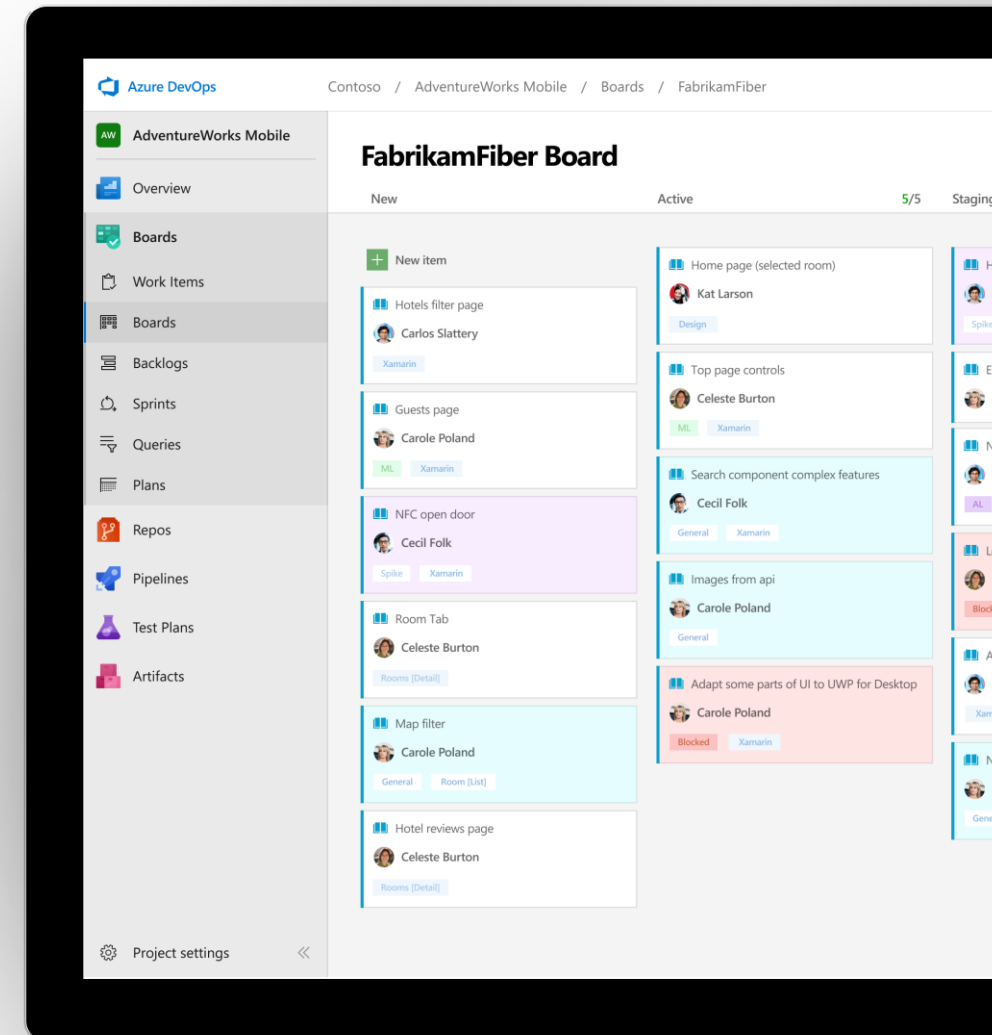 Azure DevOps
Contoso / AdventureWorks Mobile / Boards / FabrikamFiber
AW AdventureWorks Mobile
Overview
Boards
Work Items
Boards
Backlogs
Sprints
Queries
Plans
Repos
Pipelines
Test Plans
Artifacts
Project settings
FabrikamFiber Board
New
New item
Hotels filter page
Carlos Slattery
Xamarin
Guests page
Carole Poland
ML Xamarin
NFC open door
Cecil Folk
Spike Xamarin
Room Tab
Celeste Burton
Rooms [Detail]
Map filter
Carole Poland
General Room [List]
Hotel reviews page
Celeste Burton
Rooms [Detail]
Active 5/5
Home page (selected room)
Kat Larson
Design
Top page controls
Celeste Burton
ML Xamarin
Search component complex features
Cecil Folk
General Xamarin
Images from api
Carole Poland
General
Adapt some parts of UI to UWP for Desktop
Carole Poland
Blocked Xamarin
Staging
H
Spike
E
N
AL
L
Bloc
A
Xam
N
Gene